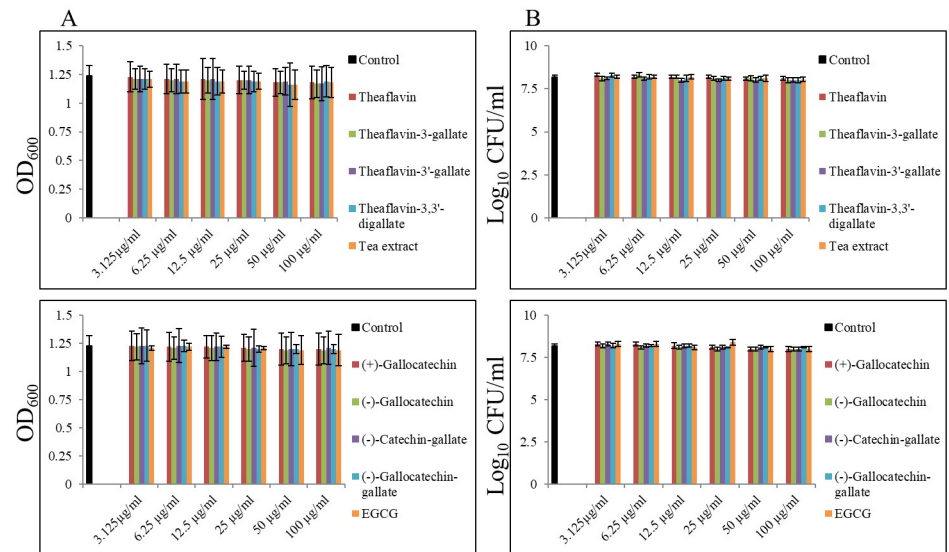 A
B
1.5
1.25
1
0.75
0.5
0.25
0
OD600
3.125 µg/ml
6.25 µg/ml
12.5 µg/ml
25 µg/ml
50 µg/ml
100 µg/ml
Control
Theaflavin
Theaflavin-3-gallate
Theaflavin-3'-gallate
Theaflavin-3,3'-
digallate
Tea extract
10
7.5
5
2.5
0
Log10 CFU/ml
3.125 µg/ml
6.25 µg/ml
12.5 µg/ml
25 µg/ml
50 µg/ml
100 µg/ml
Control
Theaflavin
Theaflavin-3-gallate
Theaflavin-3'-gallate
Theaflavin-3,3'-
digallate
Tea extract
1.5
1.25
1
0.75
0.5
0.25
0
OD600
3.125 µg/ml
6.25 µg/ml
12.5 µg/ml
25 µg/ml
50 µg/ml
100 µg/ml
Control
(+)-Gallocatechin
(-)-Gallocatechin
(-)-Catechin-gallate
(-)-Gallocatechin-
gallate
EGCG
10
7.5
5
2.5
0
Log10 CFU/ml
3.125 µg/ml
6.25 µg/ml
12.5 µg/ml
25 µg/ml
50 µg/ml
100 µg/ml
Control
(+)-Gallocatechin
(-)-Gallocatechin
(-)-Catechin-gallate
(-)-Gallocatechin-
gallate
EGCG